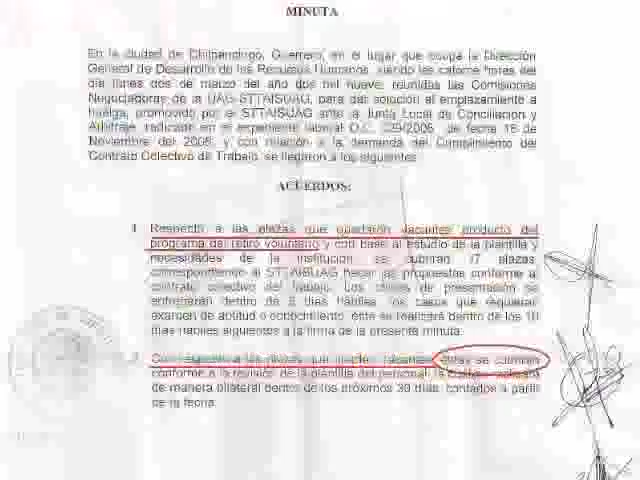 MINUTA
En la ciudad de Chilpancingo, Guerrero, en el lugar que ocupa la Dirección
General de Desarrollo de los Recursos Humanos, siendo las catorce horas del
día lunes dos de marzo del año dos mil nueve, reunidas las Comisiones
Negociadoras de la UAG-STTAISUAG, para dar solución al emplazamiento a
huelga, promovido por el STTAISUAG ante la Junta Local de Conciliación y
Arbitraje, radicado en el expediente laboral O.C. de fecha 18 de
Noviembre del y con relación a la demanda del Cumplimiento del
Contrato Colectivo de Trabajo, se llegaron a los siguientes
ACUERDOS:
1. Respecto a las plazas que quedaron vacantes producto del
programa del retiro voluntario y con base al estudio de la plantilla y
necesidades de la institución, se cubrirán 17 plazas,
correspondiendo al STTAISUAG hacer las propuestas conforme a
contrato colectivo de trabajo. Los oficios de presentación se
entregarán dentro de 5 días hábiles, los casos que requieran
examen de aptitud o conocimiento, éste se realizará dentro de los 10
días hábiles siguientes a la firma de la presente minuta.
Con respecto a las plazas que vacantes, éstas se cubrirán
conforme a la revisión de la plantilla del personal, la
de manera bilateral dentro de los próximos 30 días, contados a partir
de la fecha.